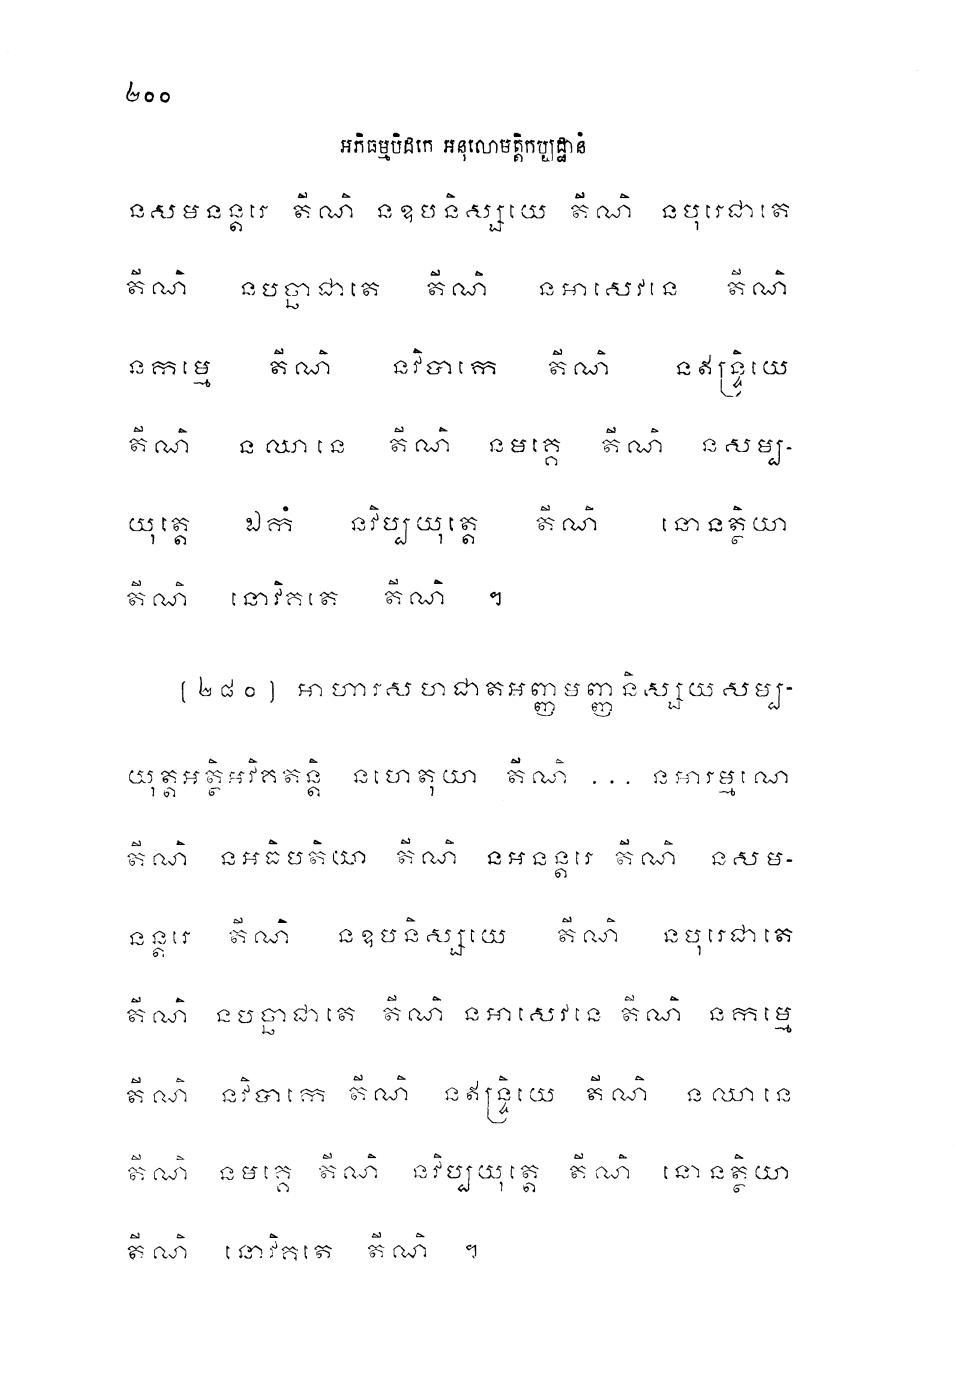 ២០០
អភិធម្មបិដកេ អនុលោមត្តិកប្បដ្ឋានំ
នសមនន្តរេ តីណិ នឧបនិស្សយេ តីណិ នបុរេជាតេ
តីណិ នបច្ឆាជាតេ តីណិ នអាសេវនេ តីណិ
នកម្មេ តីណិ នវិបាកេ តីណិ នឥន្ទ្រិយេ
តីណិ នឈានេ តីណិ នមគ្គេ តីណិ នសម្ប-
យុត្តេ ឯកំ នវិប្បយុត្តេ តីណិ នោនត្ថិយា
តីណិ នោវិគតេ តីណិ ។
[២៨០] អាហារសហជាតអញ្ញមញ្ញនិស្សយសម្ប-
យុត្តអត្ថិអវិគតន្តិ នហេតុយា តីណិ ... នអារម្មណេ
តីណិ នអធិបតិយា តីណិ នអនន្តរេ តីណិ នសម-
នន្តរេ តីណិ នឧបនិស្សយេ តីណិ នបុរេជាតេ
តីណិ នបច្ឆាជាតេ តីណិ នអាសេវនេ តីណិ នកម្មេ
តីណិ នវិបាកេ តីណិ នឥន្ទ្រិយេ តីណិ នឈានេ
តីណិ នមគ្គេ តីណិ នវិប្បយុត្តេ តីណិ នោនត្ថិយា
តីណិ នោវិគតេ តីណិ ។